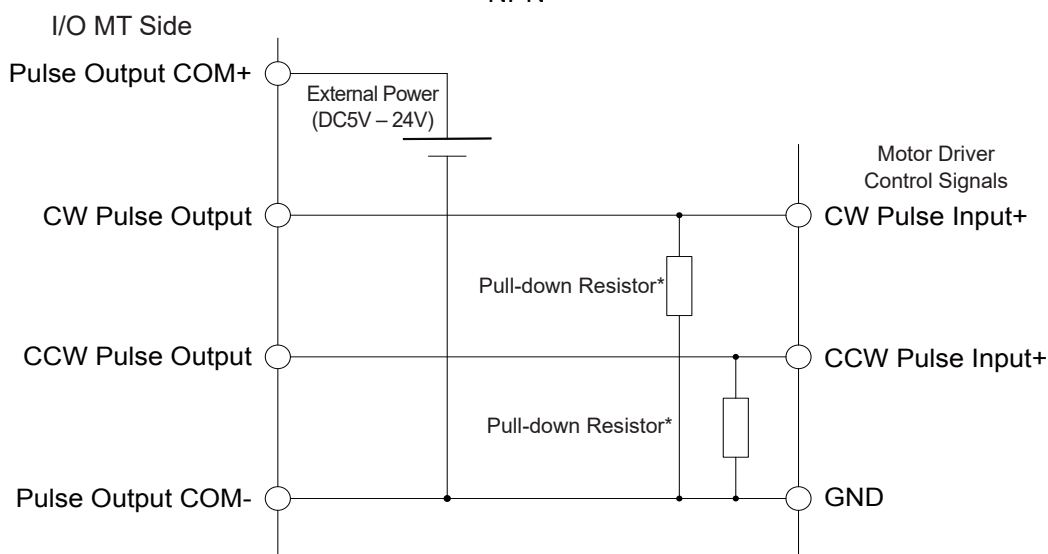 I/O MT Side
Pulse Output COM+
External Power
(DC5V – 24V)
Motor Driver
Control Signals
CW Pulse Output
CW Pulse Input+
Pull-down Resistor*
CCW Pulse Output
CCW Pulse Input+
Pull-down Resistor*
Pulse Output COM-
GND